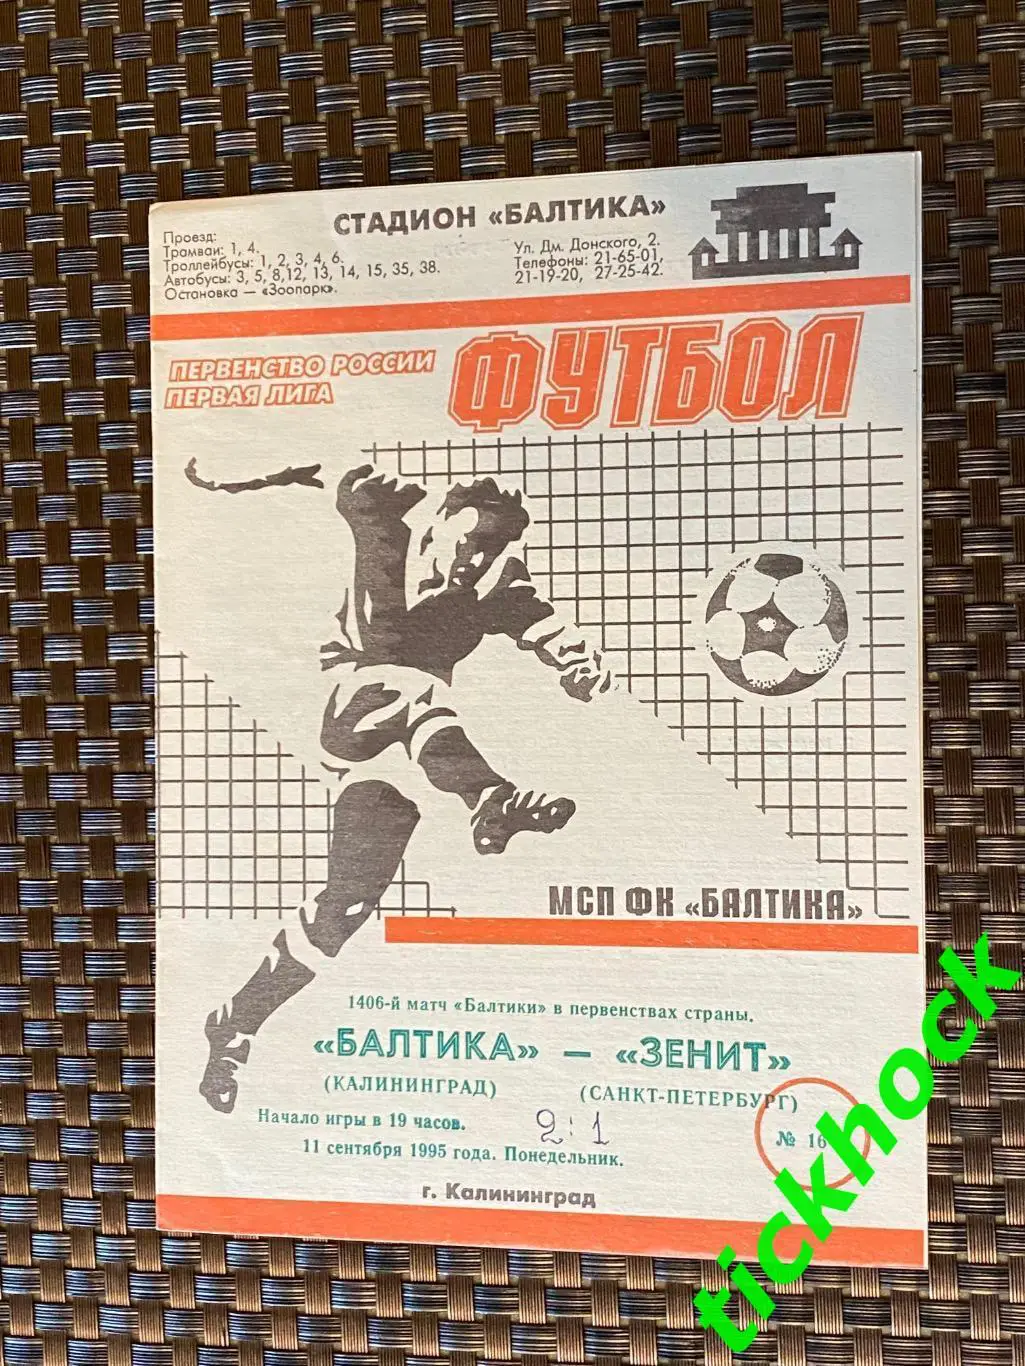 СТАДИОН «БАЛТИКА»
Проезд:
Трамваи: 1, 4.
Троллейбусы: 1, 2, 3, 4, 6.
Автобусы: 3, 5, 8,12, 13, 14, 15, 35, 38.
Остановка — «Зоопарк».
Ул. Дм. Донского, 2.
Телефоны: 21-65-01,
21-19-20, 27-25-42.
ПЕРВЕНСТВО РОССИИ
ПЕРВАЯ ЛИГА
ФУТБОЛ
МСП ФК «БАЛТИКА»
1406-й матч «Балтики» в первенствах страны.
«БАЛТИКА» — «ЗЕНИТ»
(КАЛИНИНГРАД) (САНКТ-ПЕТЕРБУРГ)
Начало игры в 19 часов. 2:1
№ 16
11 сентября 1995 года. Понедельник.
г. Калининград
tickhock